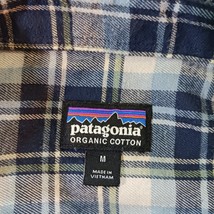 patagonia
ORGANIC COTTON
M
MADE IN
VIETNAM